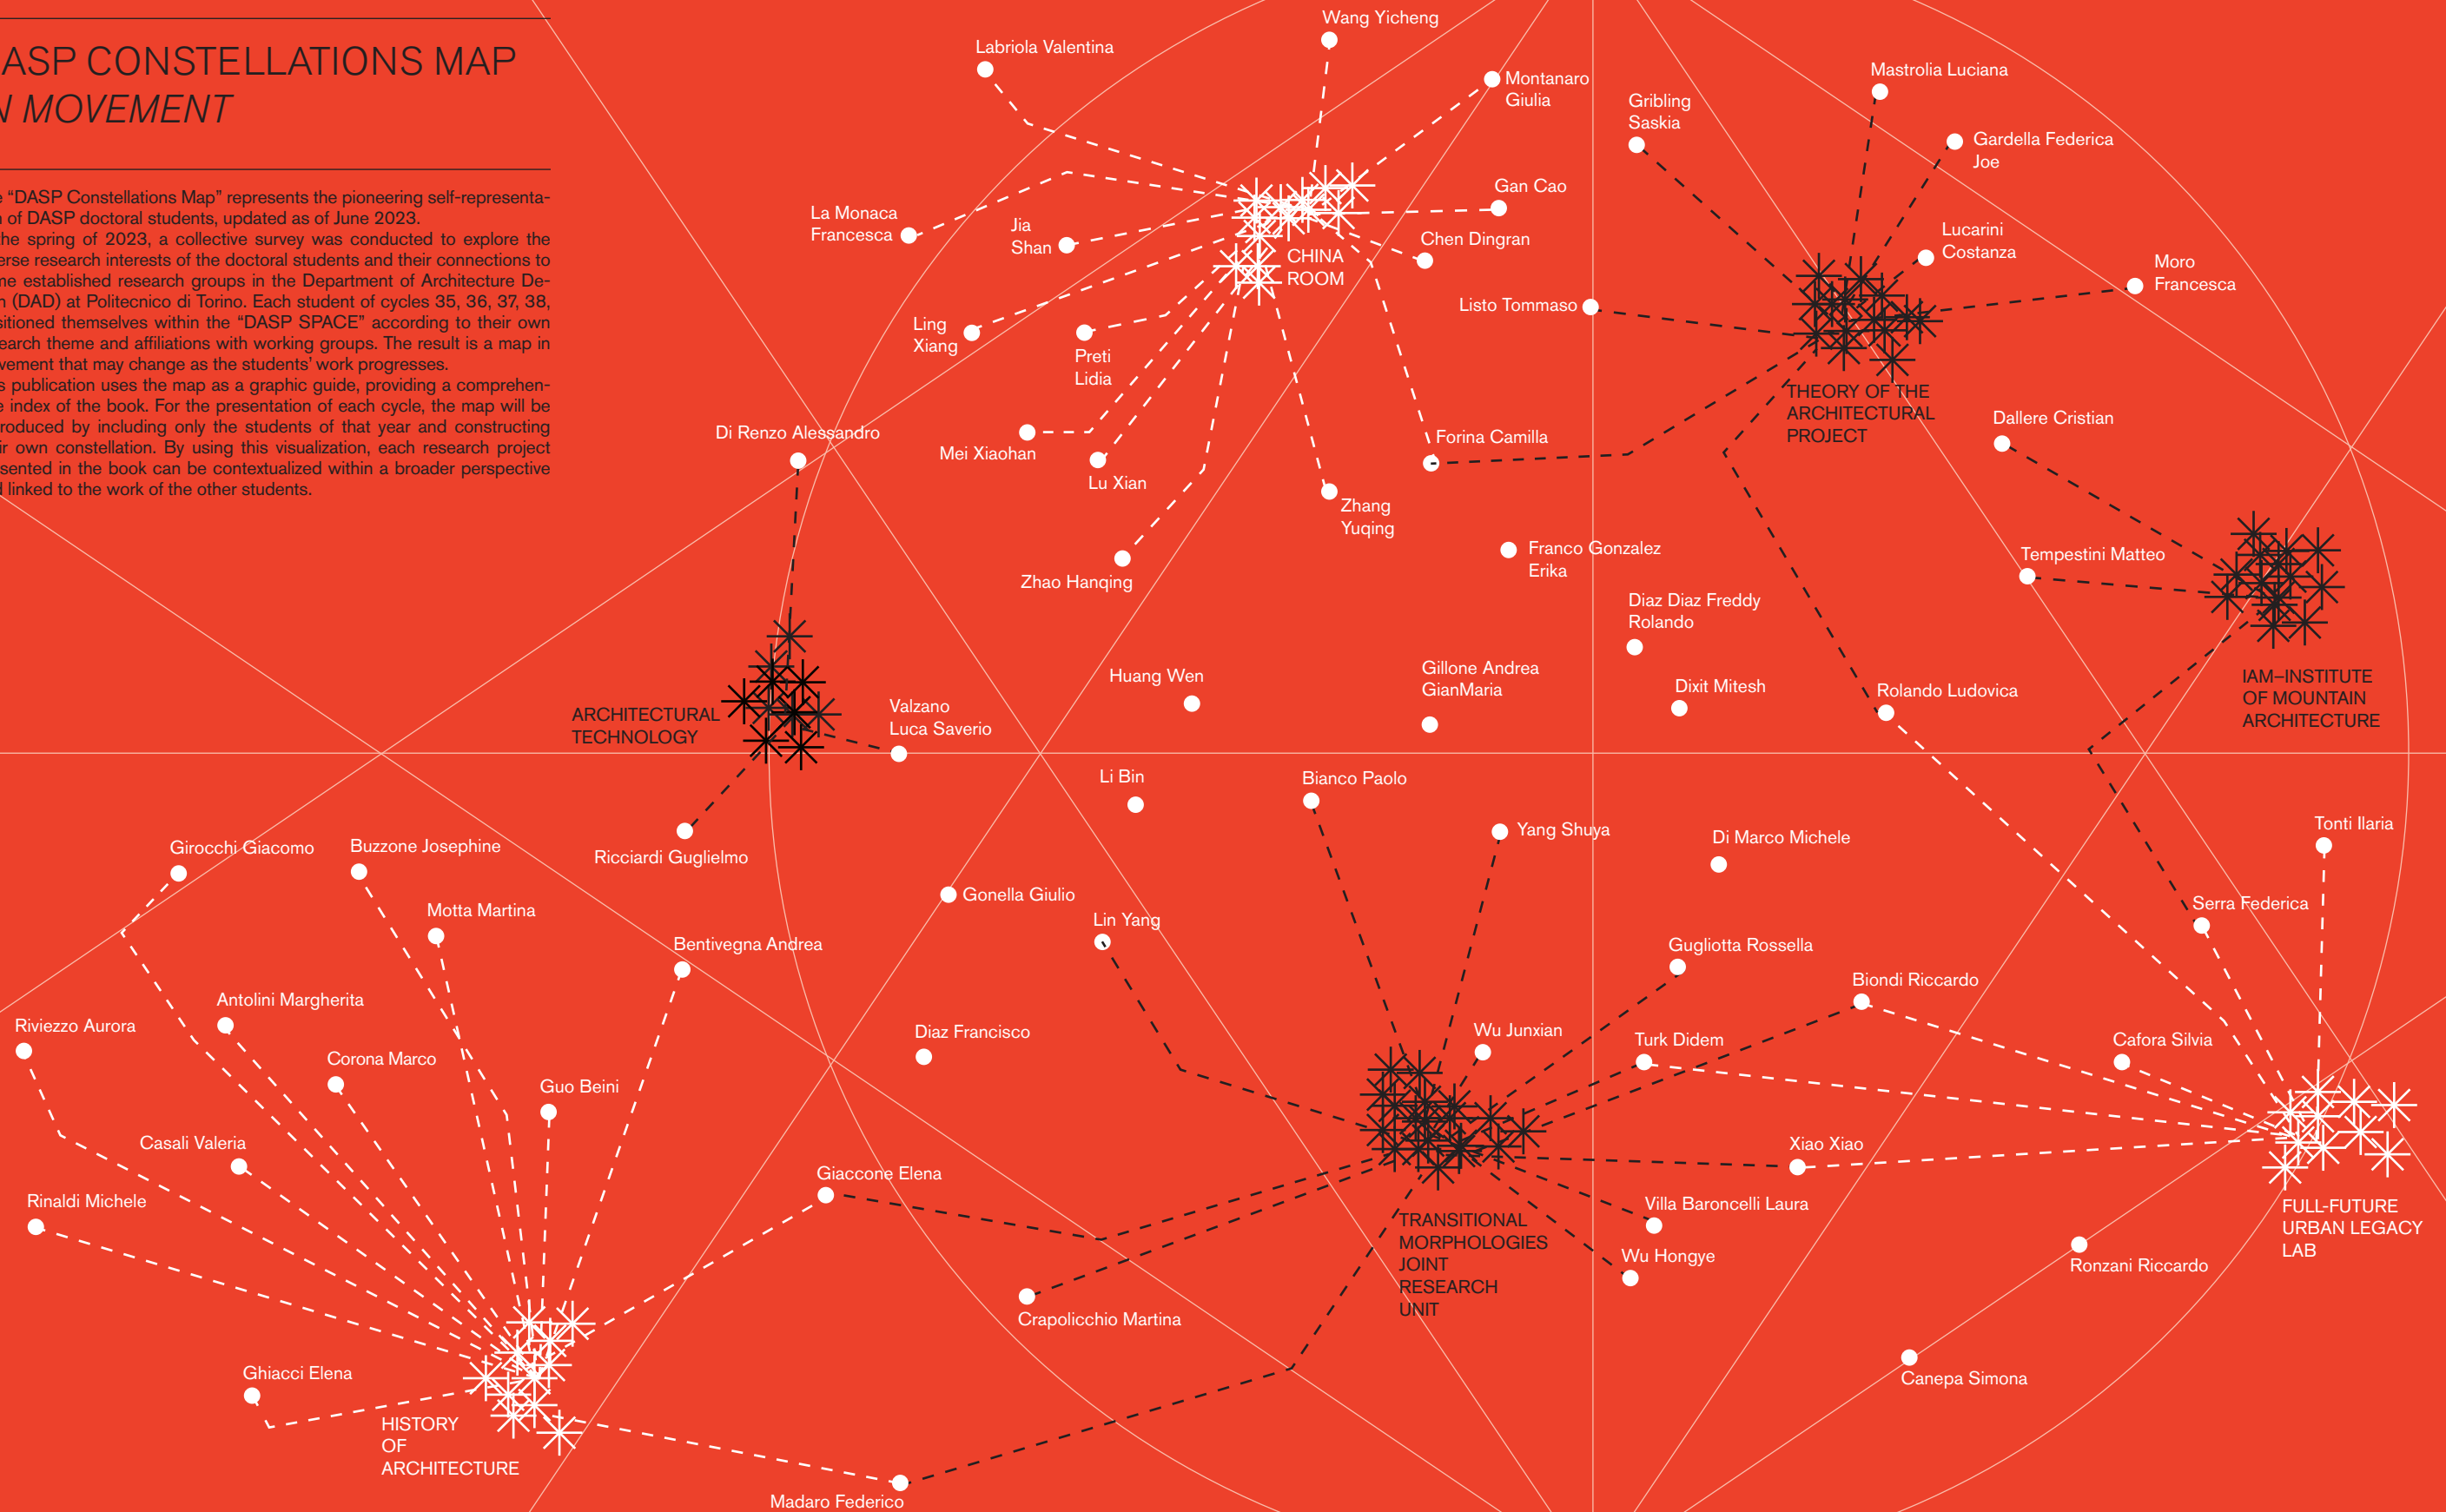 ASP CONSTELLATIONS MAP
N MOVEMENT
e “DASP Constellations Map” represents the pioneering self-representa-
n of DASP doctoral students, updated as of June 2023.
the spring of 2023, a collective survey was conducted to explore the
erse research interests of the doctoral students and their connections to
me established research groups in the Department of Architecture De-
n (DAD) at Politecnico di Torino. Each student of cycles 35, 36, 37, 38,
sitioned themselves within the “DASP SPACE” according to their own
earch theme and affiliations with working groups. The result is a map in
vement that may change as the students’ work progresses.
s publication uses the map as a graphic guide, providing a comprehen-
e index of the book. For the presentation of each cycle, the map will be
roduced by including only the students of that year and constructing
ir own constellation. By using this visualization, each research project
sented in the book can be contextualized within a broader perspective
d linked to the work of the other students.
Wang Yicheng
Labriola Valentina
Montanaro
Giulia
Mastrolia Luciana
Gribling
Saskia
Gardella Federica
Joe
Gan Cao
La Monaca
Francesca
Jia
Shan
Chen Dingran
CHINA
ROOM
Lucarini
Costanza
Moro
Francesca
Listo Tommaso
Ling
Xiang
Preti
Lidia
THEORY OF THE
ARCHITECTURAL
PROJECT
Dallere Cristian
Di Renzo Alessandro
Mei Xiaohan
Forina Camilla
Lu Xian
Zhang
Yuqing
Zhao Hanqing
Franco Gonzalez
Erika
Tempestini Matteo
Diaz Diaz Freddy
Rolando
Huang Wen
Gillone Andrea
GianMaria
Dixit Mitesh
Rolando Ludovica
IAM–INSTITUTE
OF MOUNTAIN
ARCHITECTURE
ARCHITECTURAL
TECHNOLOGY
Valzano
Luca Saverio
Li Bin
Bianco Paolo
Yang Shuya
Di Marco Michele
Tonti Ilaria
Girocchi Giacomo
Buzzone Josephine
Ricciardi Guglielmo
Gonella Giulio
Serra Federica
Motta Martina
Lin Yang
Bentivegna Andrea
Gugliotta Rossella
Biondi Riccardo
Antolini Margherita
Riviezzo Aurora
Diaz Francisco
Wu Junxian
Turk Didem
Cafora Silvia
Corona Marco
Guo Beini
Casali Valeria
Giaccone Elena
Xiao Xiao
Rinaldi Michele
Villa Baroncelli Laura
TRANSITIONAL
MORPHOLOGIES
JOINT
RESEARCH
UNIT
FULL-FUTURE
URBAN LEGACY
LAB
Wu Hongye
Ronzani Riccardo
Crapolicchio Martina
Ghiacci Elena
Canepa Simona
HISTORY
OF
ARCHITECTURE
Madaro Federico